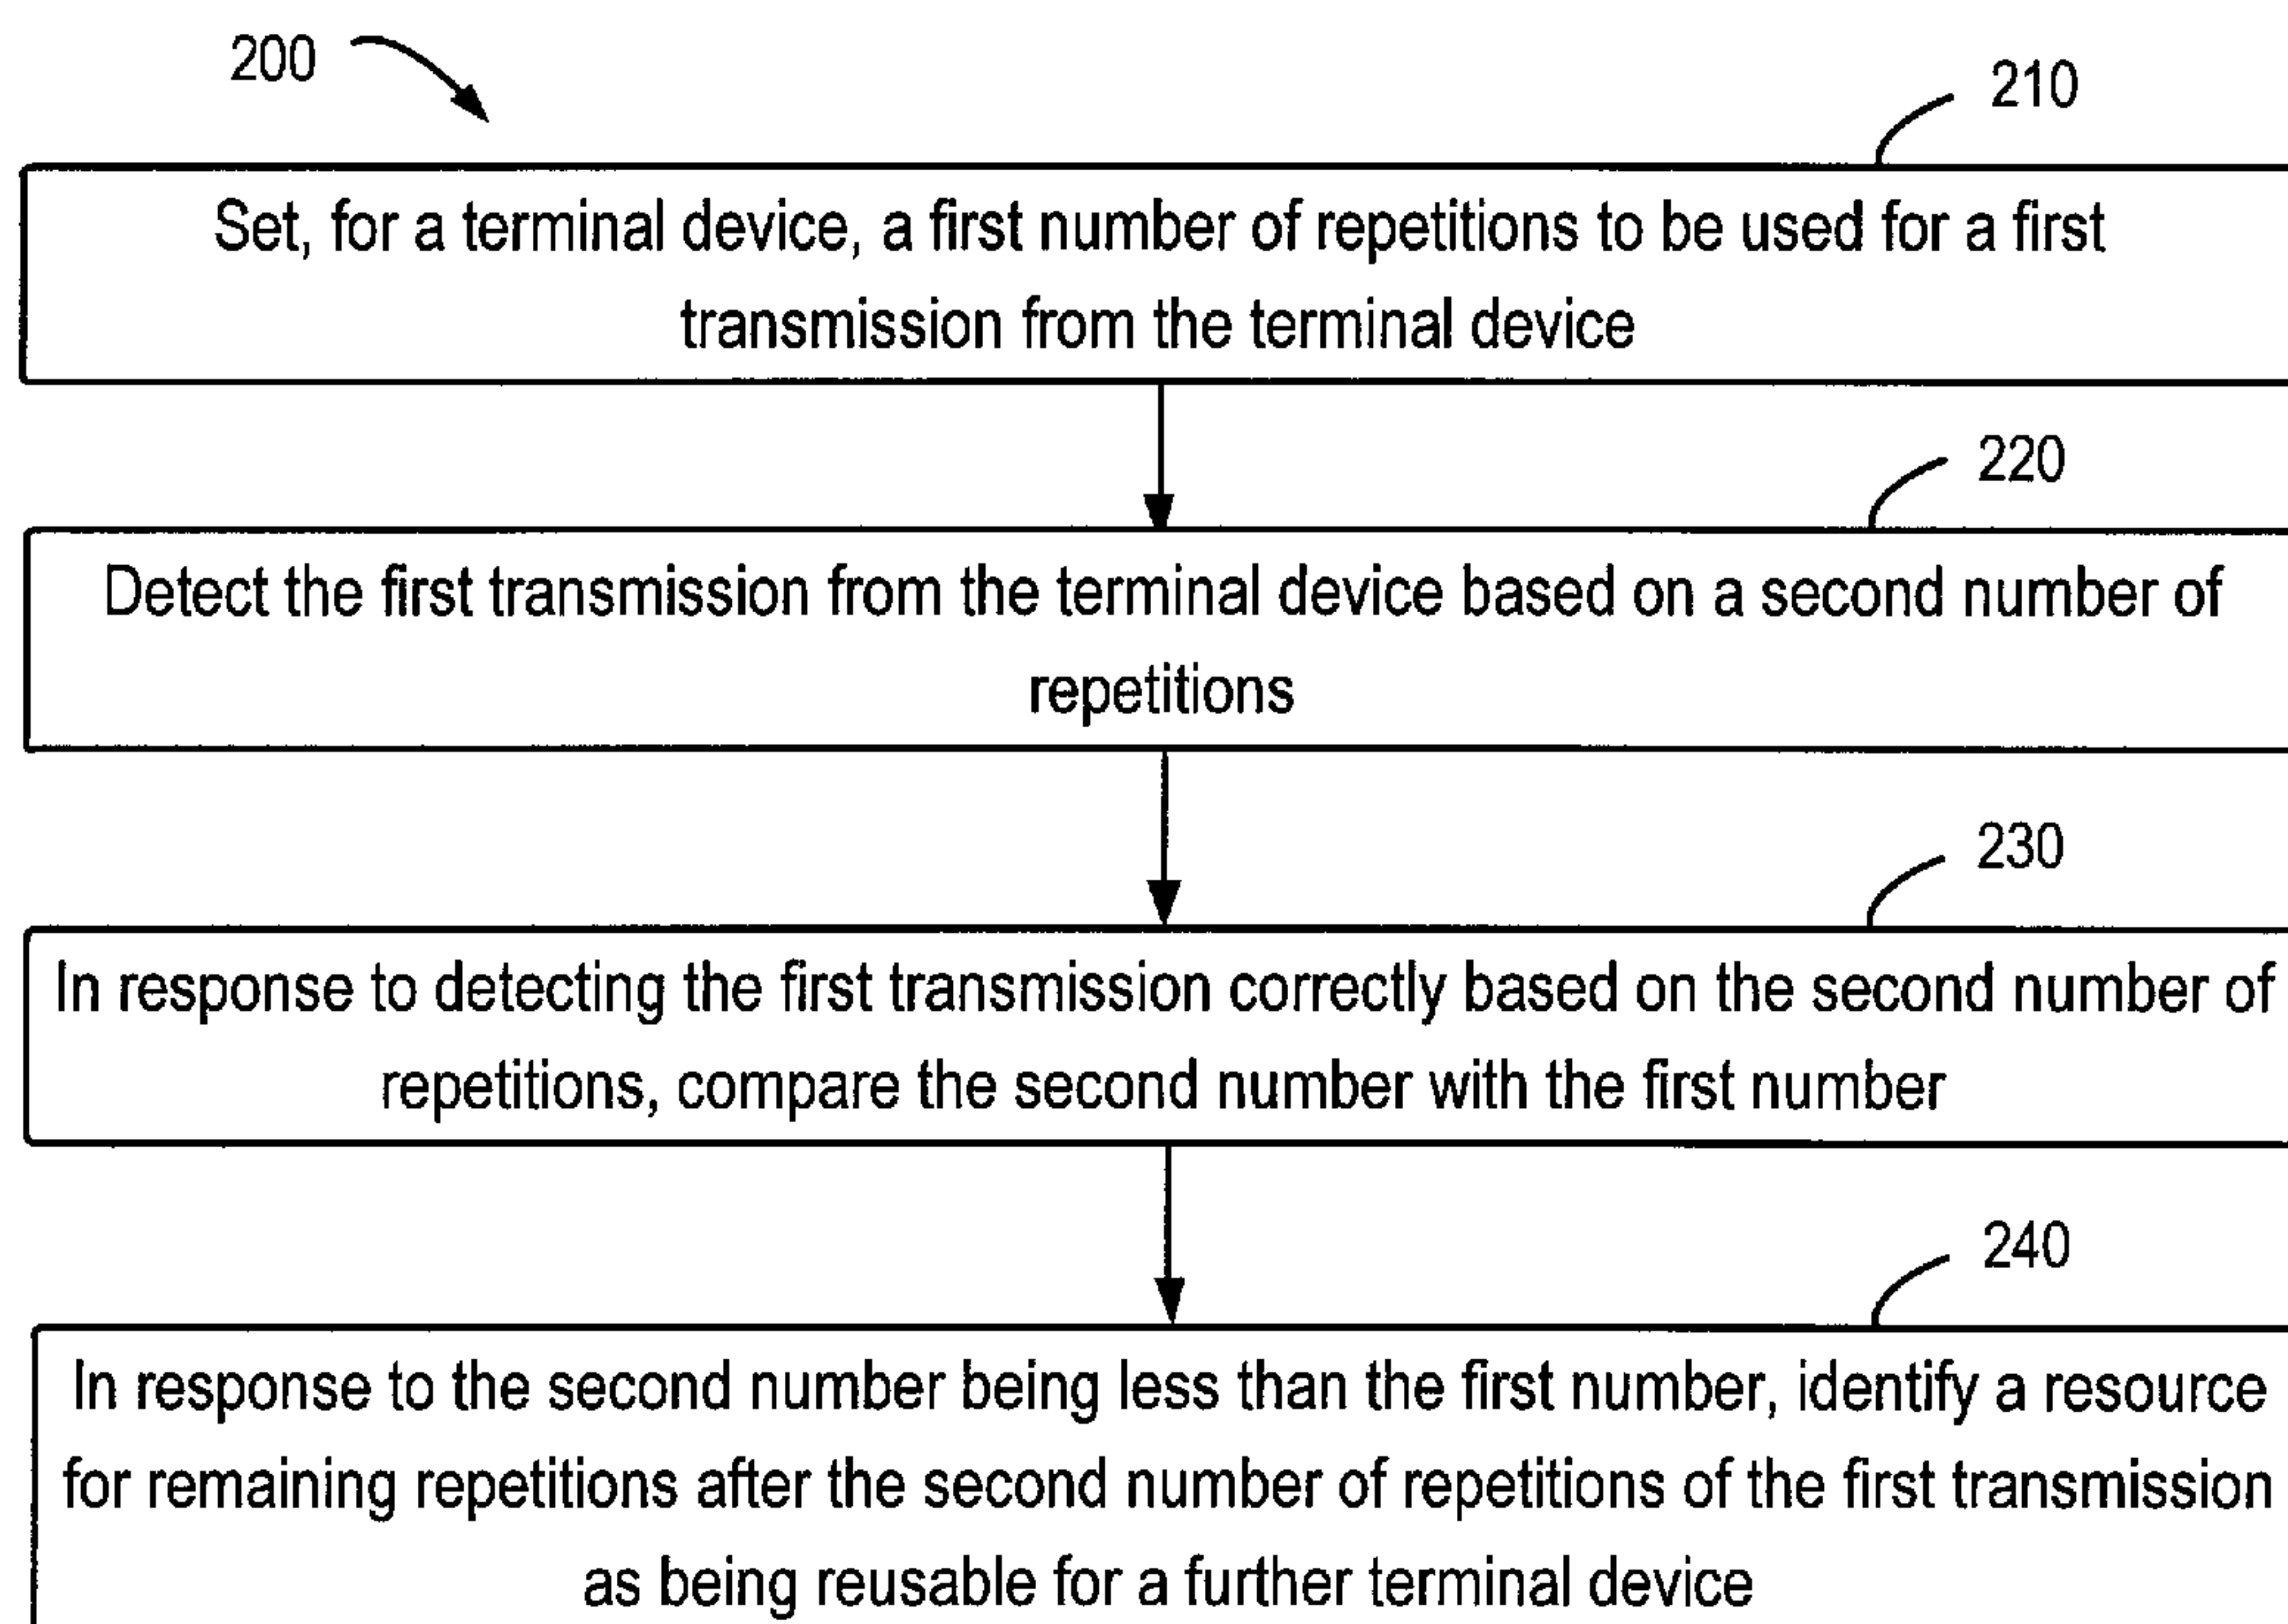 200
210
Set, for a terminal device, a first number of repetitions to be used for a first
transmission from the terminal device
220
Detect the first transmission from the terminal device based on a second number of
repetitions
230
In response to detecting the first transmission correctly based on the second number of
repetitions, compare the second number with the first number
240
In response to the second number being less than the first number, identify a resource
for remaining repetitions after the second number of repetitions of the first transmission
as being reusable for a further terminal device